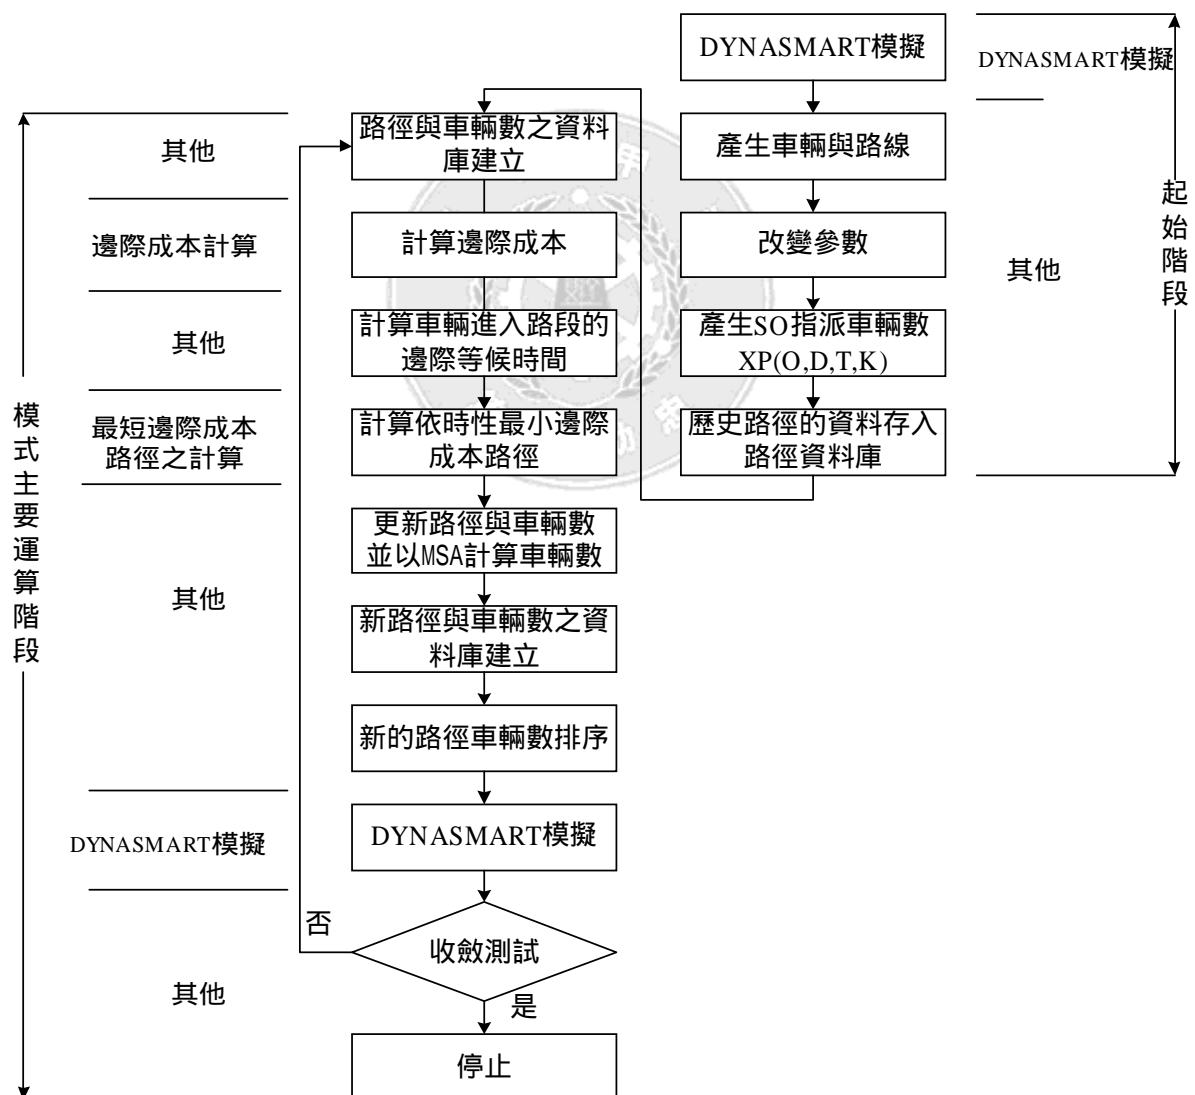 DYNASMART模擬
產生車輛與路線
改變參數
產生SO指派車輛數
XP(O,D,T,K)
歷史路徑的資料存入
路徑資料庫
DYNASMART模擬
其他
起始階段
路徑與車輛數之資料
庫建立
計算邊際成本
計算車輛進入路段的
邊際等候時間
計算依時性最小邊際
成本路徑
更新路徑與車輛數
並以MSA計算車輛數
新路徑與車輛數之資
料庫建立
新的路徑車輛數排序
DYNASMART模擬
收斂測試
否
是
停止
其他
邊際成本計算
其他
最短邊際成本
路徑之計算
其他
DYNASMART模擬
其他
模式主要運算階段